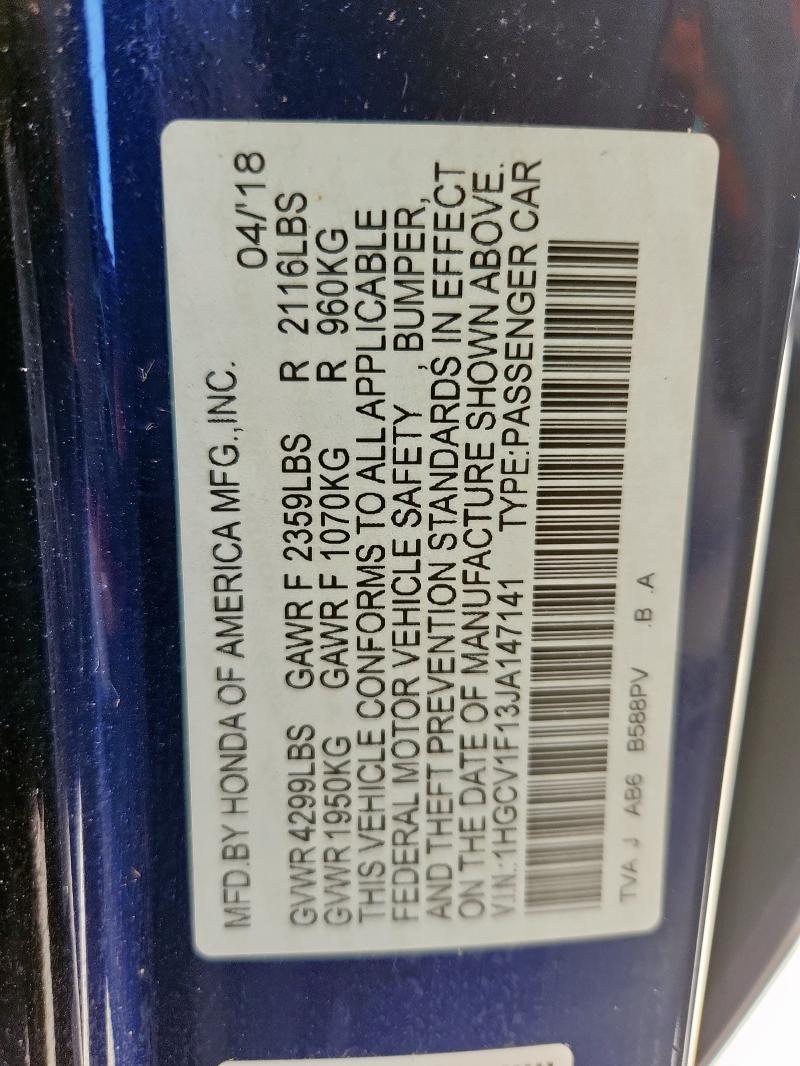 MFD.BY HONDA OF AMERICA MFG.,INC. 04/'18
GVWR 4299LBS GAWR F 2359LBS R 2116LBS
GVWR 1950KG GAWR F 1070KG R 960KG
THIS VEHICLE CONFORMS TO ALL APPLICABLE
FEDERAL MOTOR VEHICLE SAFETY , BUMPER,
AND THEFT PREVENTION STANDARDS IN EFFECT
ON THE DATE OF MANUFACTURE SHOWN ABOVE.
V.I.N.:1HGCV1F13JA147141 TYPE:PASSENGER CAR
TVA J AB6 B588PV .B .A